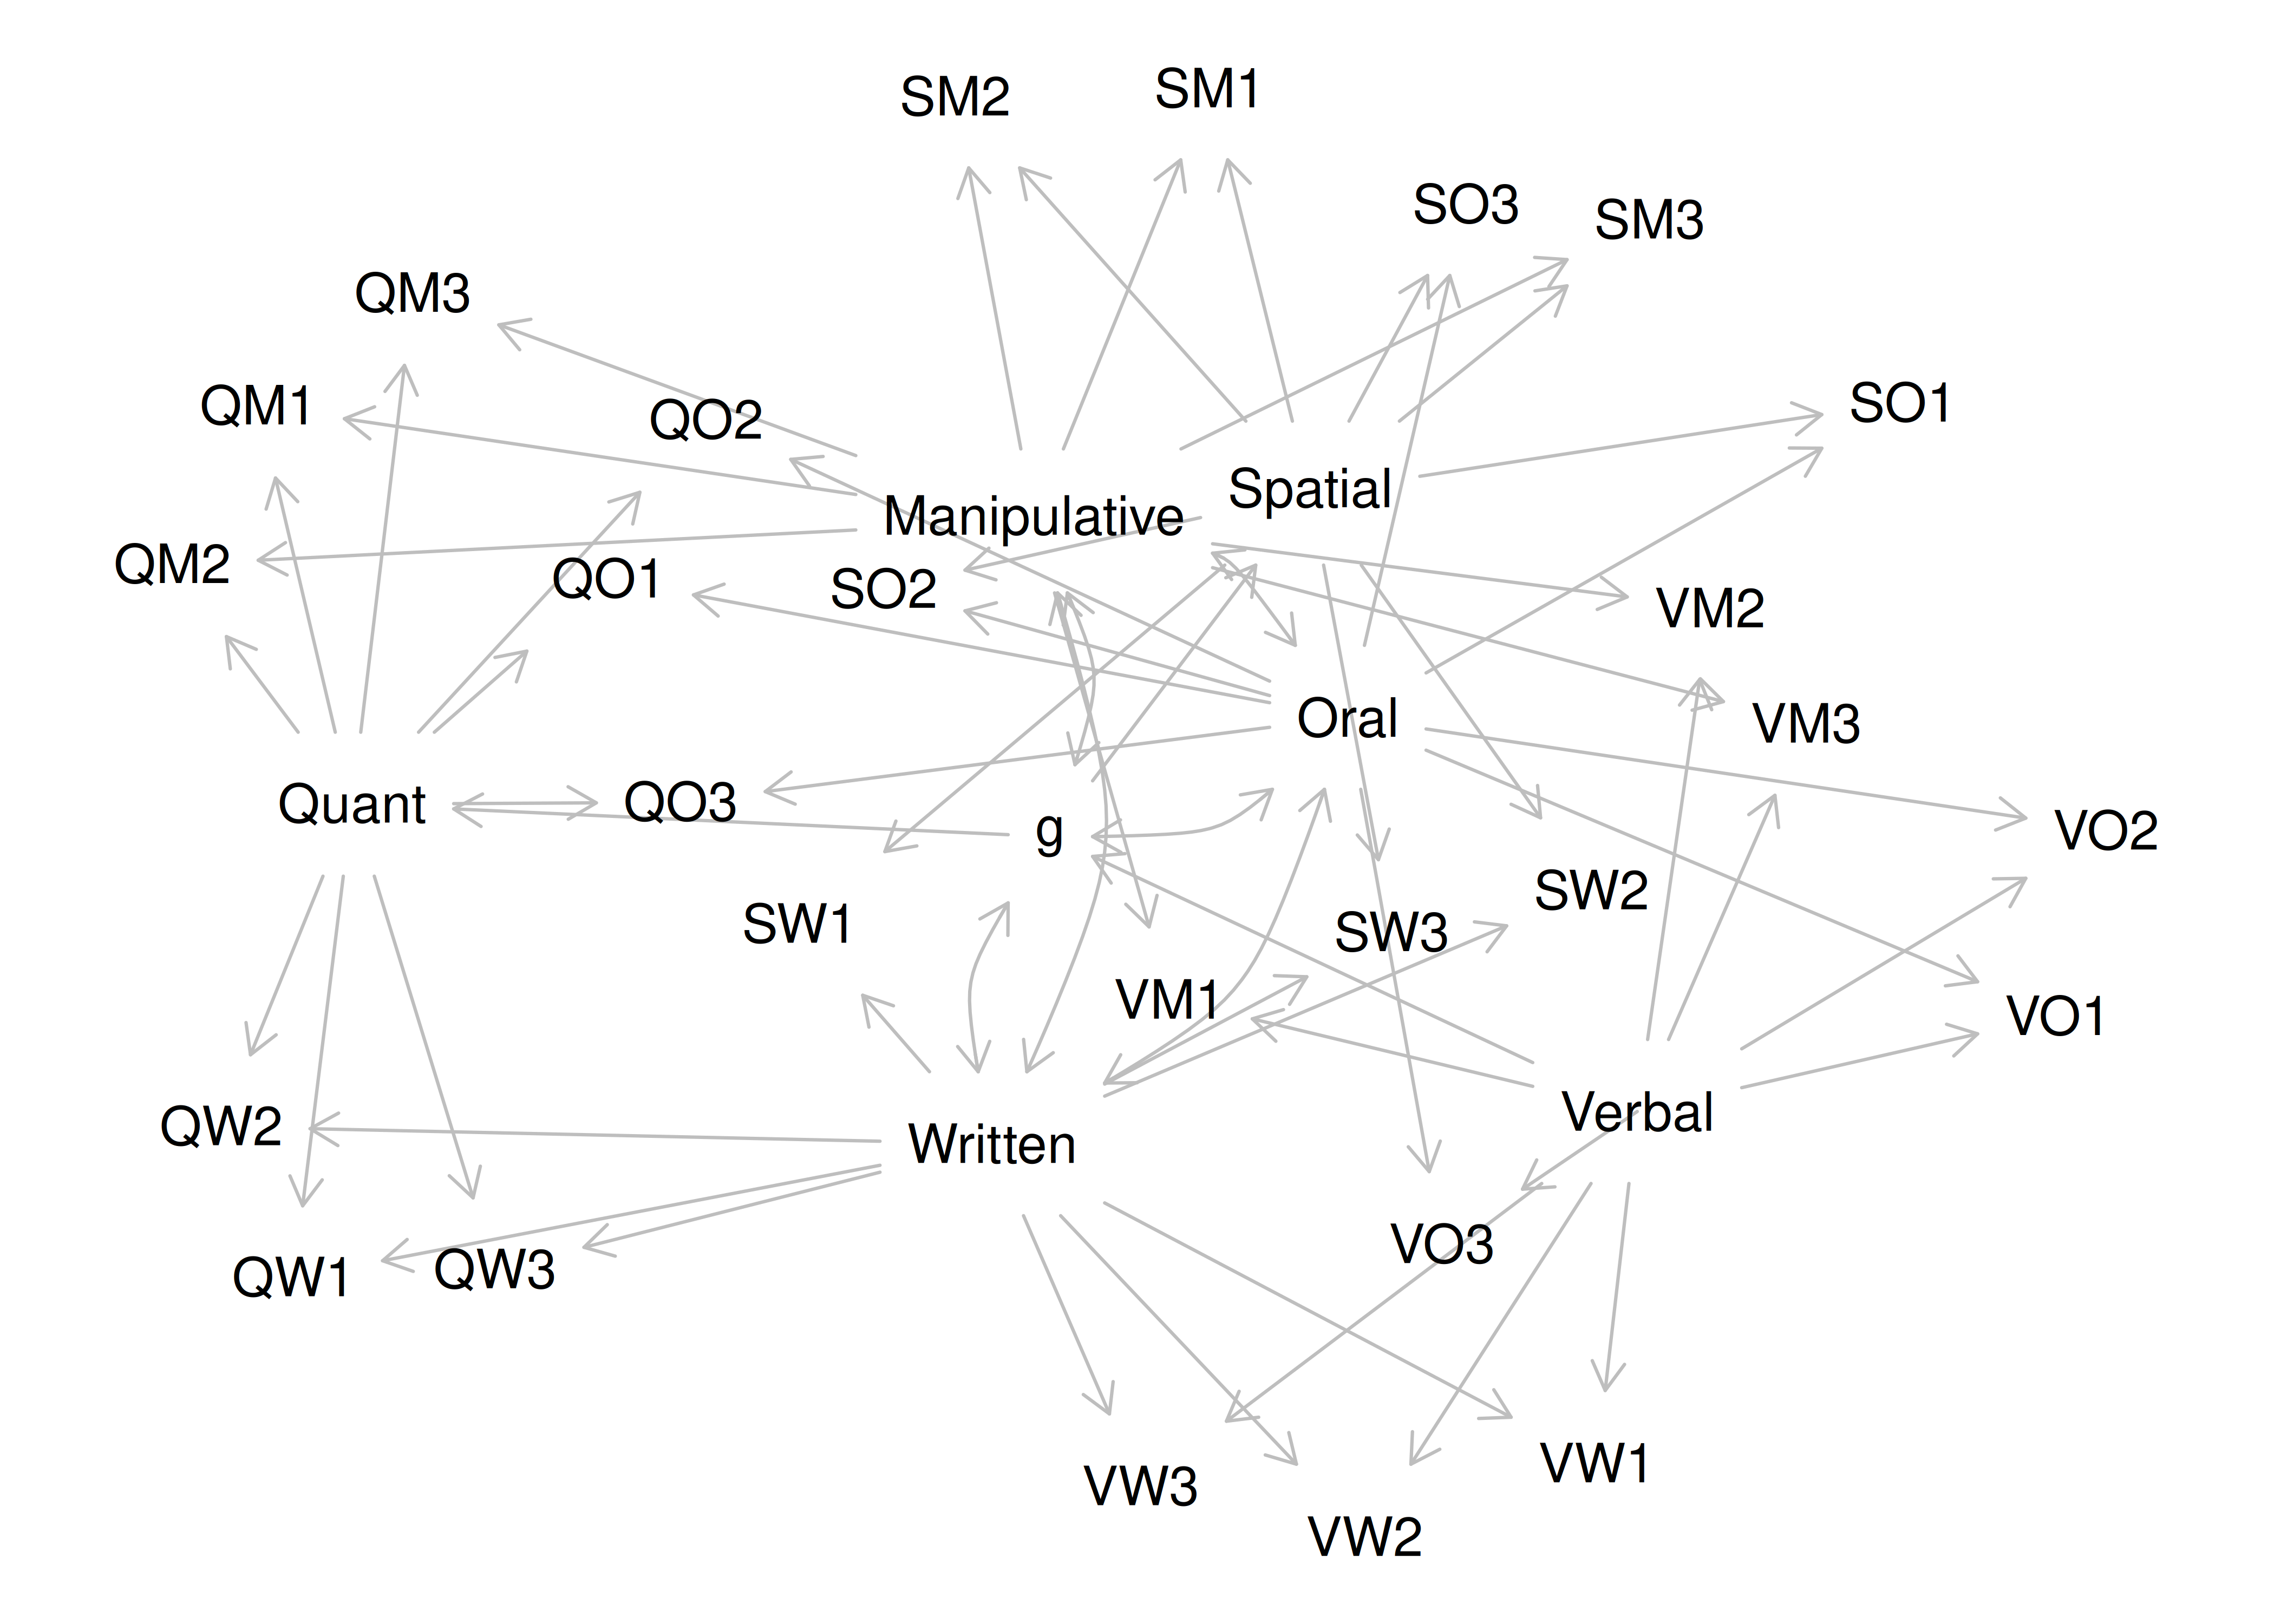 SM2
SM1
SO3
SM3
QM3
QM1
QO2
SO1
Manipulative
Spatial
QM2
QO1
SO2
VM2
Oral
VM3
Quant
QO3
g
VO2
SW1
SW3
SW2
VM1
VO1
QW2
Written
Verbal
QW1
QW3
VO3
VW3
VW1
VW2